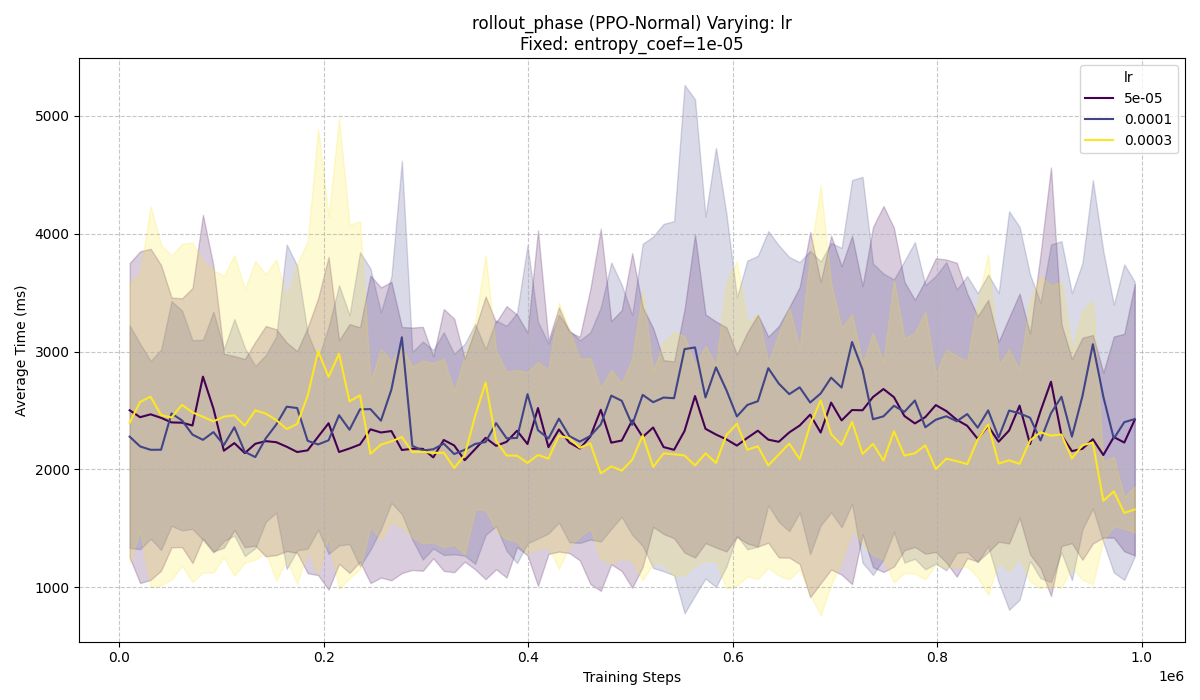 rollout_phase (PPO-Normal) Varying: lr
Fixed: entropy_coef=1e-05
lr
5e-05
0.0001
0.0003
Average Time (ms)
5000
4000
3000
2000
1000
0.0
0.2
0.4
0.6
0.8
1.0
1e6
Training Steps